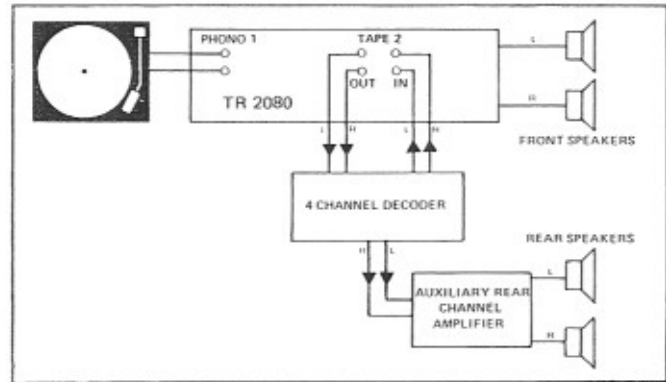 PHONO 1 TAPE 2
L
OUT IN
TR 2080
R
L R L R
FRONT SPEAKERS
4 CHANNEL DECODER
REAR SPEAKERS
R L
L
AUXILIARY REAR
CHANNEL
AMPLIFIER
R